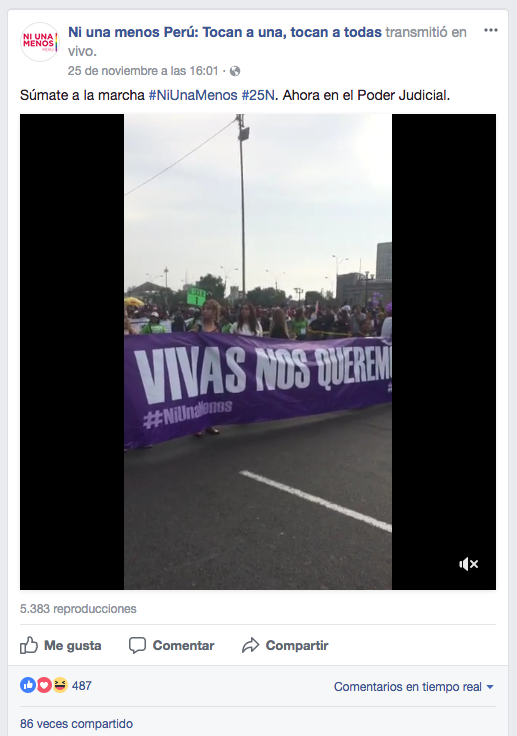 NI UNA
MENOS
PERÚ
Ni una menos Perú: Tocan a una, tocan a todas transmitió en
vivo.
25 de noviembre a las 16:01 ·
Súmate a la marcha #NiUnaMenos #25N. Ahora en el Poder Judicial.
VIVAS NOS QUEREM
#NiUnaMenos
5.383 reproducciones
Me gusta Comentar Compartir
487 Comentarios en tiempo real
86 veces compartido